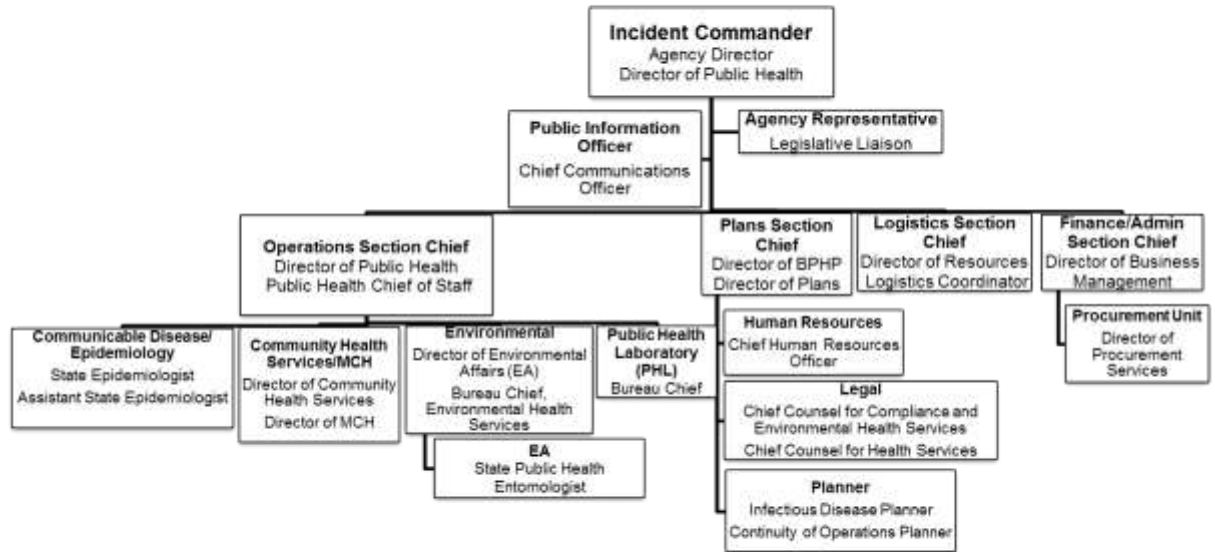 Incident Commander
Agency Director
Director of Public Health
Public Information
Officer
Chief Communications
Officer
Agency Representative
Legislative Liaison
Operations Section Chief
Director of Public Health
Public Health Chief of Staff
Plans Section
Chief
Director of BPHP
Director of Plans
Logistics Section
Chief
Director of Resources
Logistics Coordinator
Finance/Admin
Section Chief
Director of Business
Management
Communicable Disease/
Epidemiology
State Epidemiologist
Assistant State Epidemiologist
Community Health
Services/MCH
Director of Community
Health Services
Director of MCH
Environmental
Director of Environmental
Affairs (EA)
Bureau Chief,
Environmental Health
Services
Public Health
Laboratory
(PHL)
Bureau Chief
Human Resources
Chief Human Resources
Officer
Procurement Unit
Director of
Procurement
Services
Legal
Chief Counsel for Compliance and
Environmental Health Services
Chief Counsel for Health Services
EA
State Public Health
Entomologist
Planner
Infectious Disease Planner
Continuity of Operations Planner